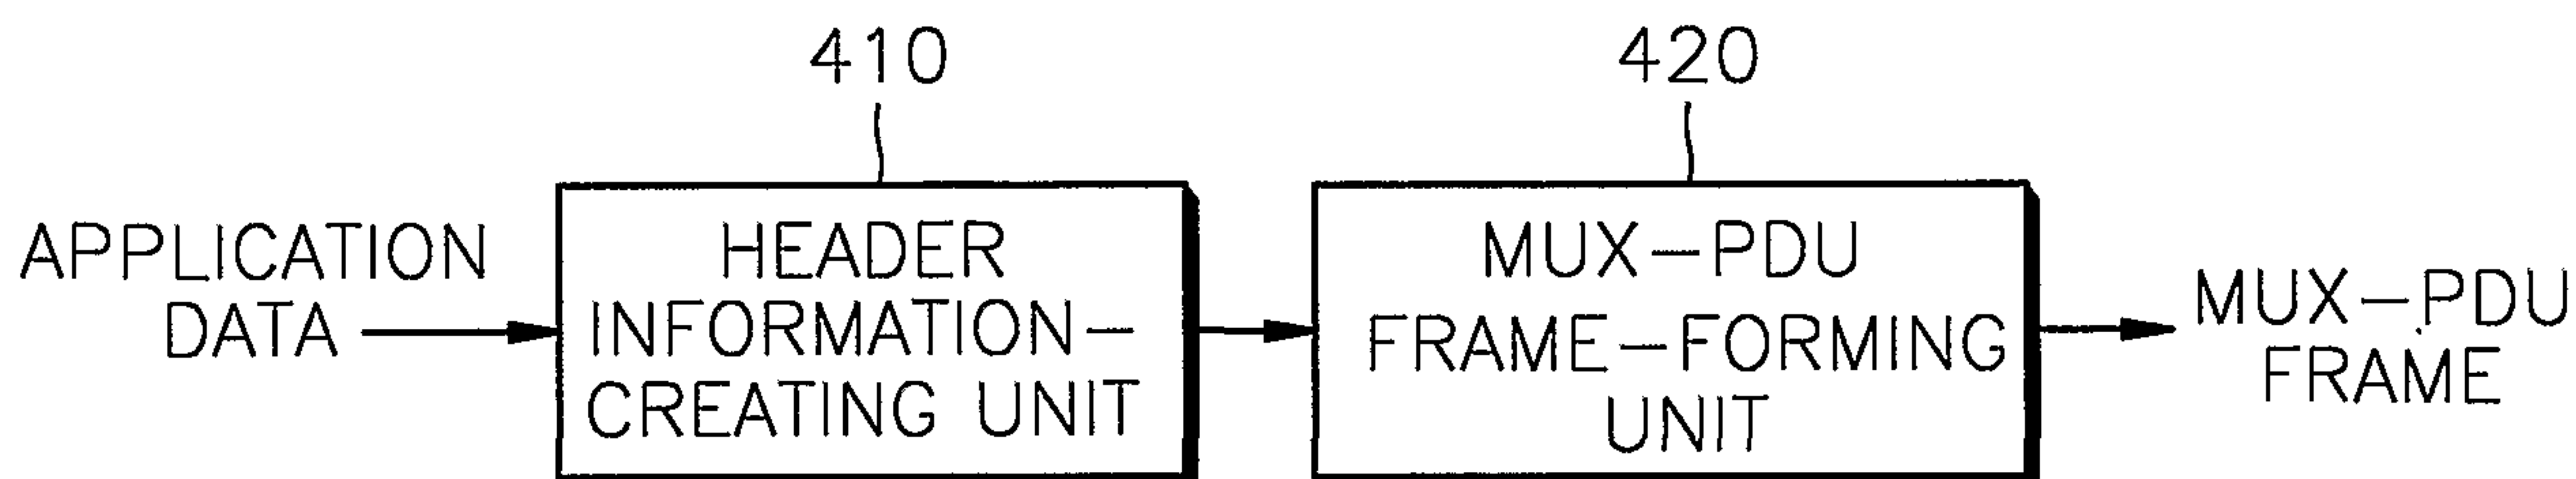 410
420
APPLICATION
DATA
HEADER
INFORMATION-
CREATING UNIT
MUX-PDU
FRAME-FORMING
UNIT
MUX-PDU
FRAME